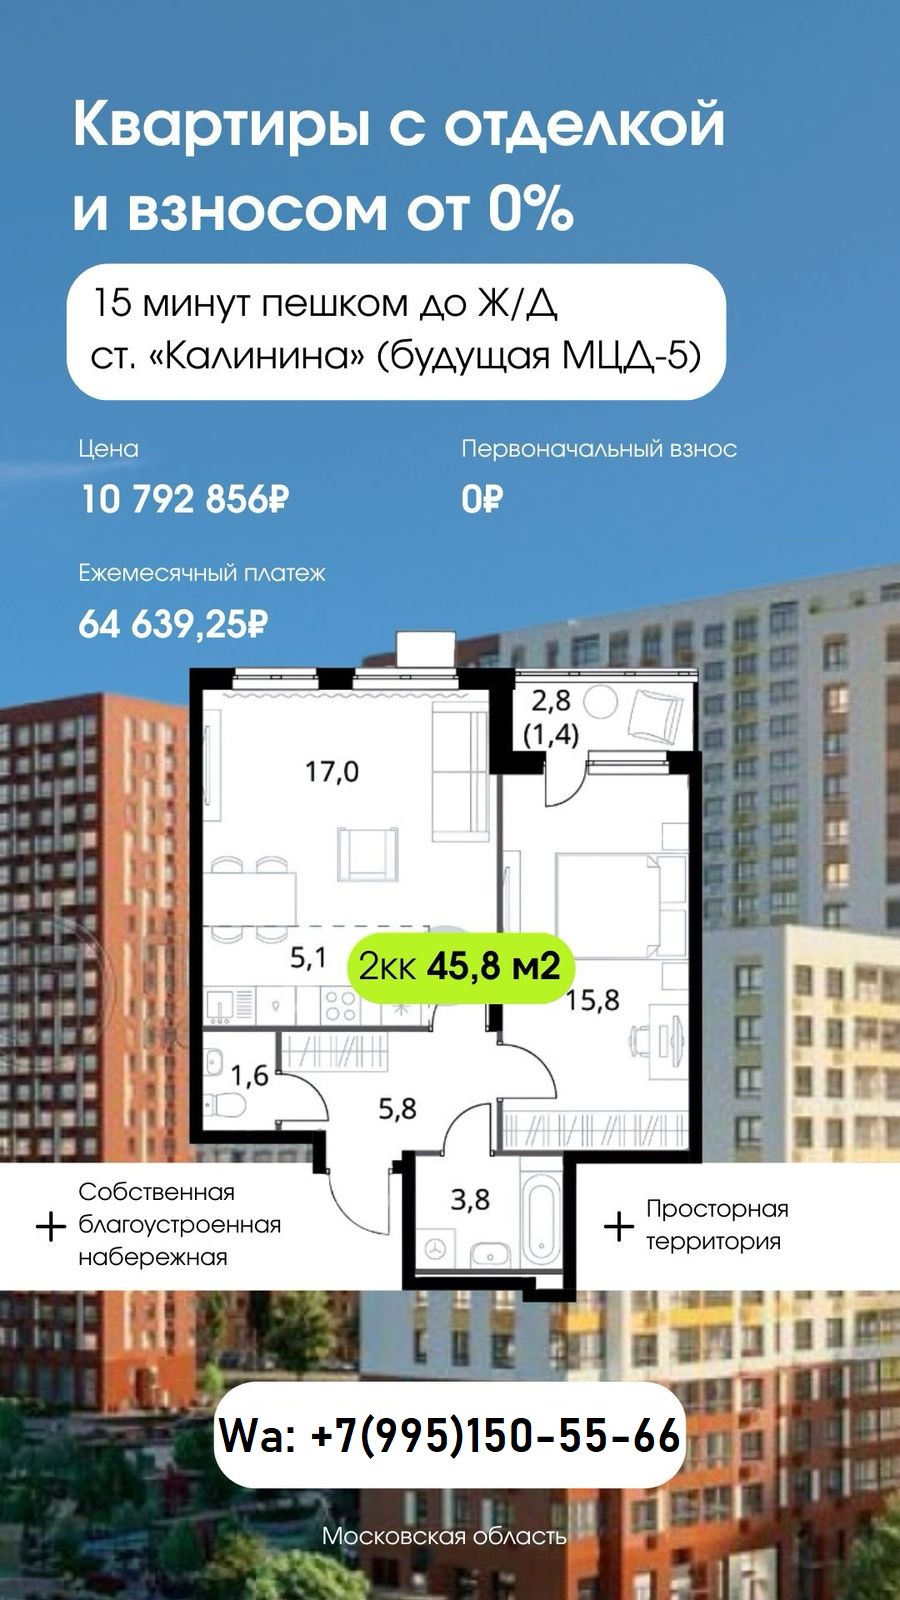 Квартиры с отделкой
и взносом от 0%
15 минут пешком до Ж/Д
ст. «Калинина» (будущая МЦД-5)
Цена
10 792 856₽
Первоначальный взнос
0₽
Ежемесячный платеж
64 639,25₽
2,8
(1,4)
17,0
5,1
2кк 45,8 м2
15,8
1,6
5,8
3,8
+ Собственная
благоустроенная
набережная
+ Просторная
территория
Wa: +7(995)150-55-66
Московская область